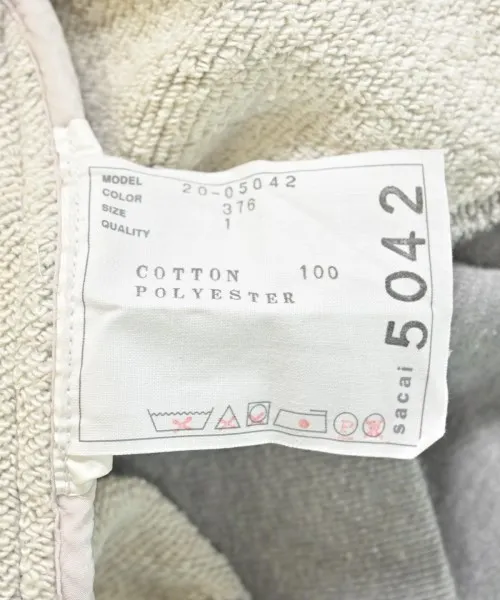 MODEL 20-05042
COLOR 376
SIZE 1
QUALITY
COTTON 100
POLYESTER
P
sacai 5042